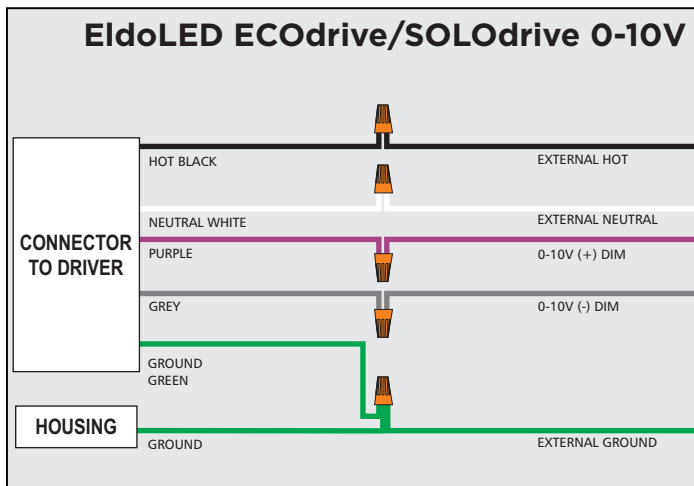 EldoLED ECOdrive/SOLOdrive 0-10V
HOT BLACK
EXTERNAL HOT
NEUTRAL WHITE
EXTERNAL NEUTRAL
CONNECTOR
TO DRIVER
PURPLE
0-10V (+) DIM
GREY
0-10V (-) DIM
GROUND
GREEN
HOUSING
GROUND
EXTERNAL GROUND